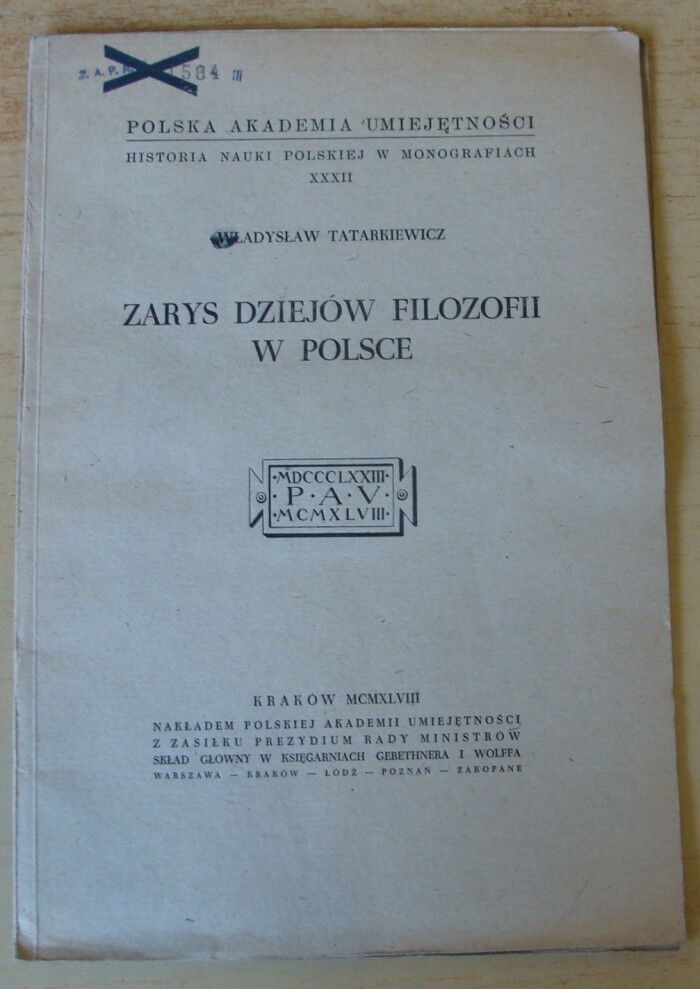 Z. A. P. 584 III
POLSKA AKADEMIA UMIEJĘTNOŚCI
HISTORIA NAUKI POLSKIEJ W MONOGRAFIACH
XXXII
WŁADYSŁAW TATARKIEWICZ
ZARYS DZIEJÓW FILOZOFII
W POLSCE
·MDCCCLXXIII·
·P·A·V·
·MCMXLVIII·
KRAKÓW MCMXLVIII
NAKŁADEM POLSKIEJ AKADEMII UMIEJĘTNOŚCI
Z ZASIŁKU PREZYDIUM RADY MINISTRÓW
SKŁAD GŁÓWNY W KSIĘGARNIACH GEBETHNERA I WOLFFA
WARSZAWA — KRAKÓW — ŁÓDŹ — POZNAŃ — ZAKOPANE